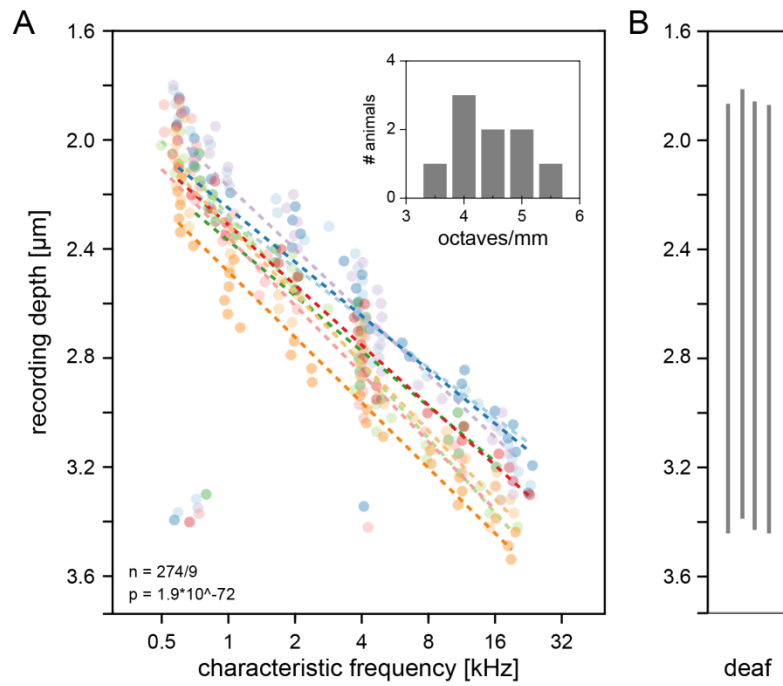 A
B
1.6
2.0
2.4
2.8
3.2
3.6
recording depth [µm]
0.5 1 2 4 8 16 32
characteristic frequency [kHz]
n = 274/9
p = 1.9*10^-72
4
2
0
# animals
3 4 5 6
octaves/mm
1.6
2.0
2.4
2.8
3.2
3.6
deaf